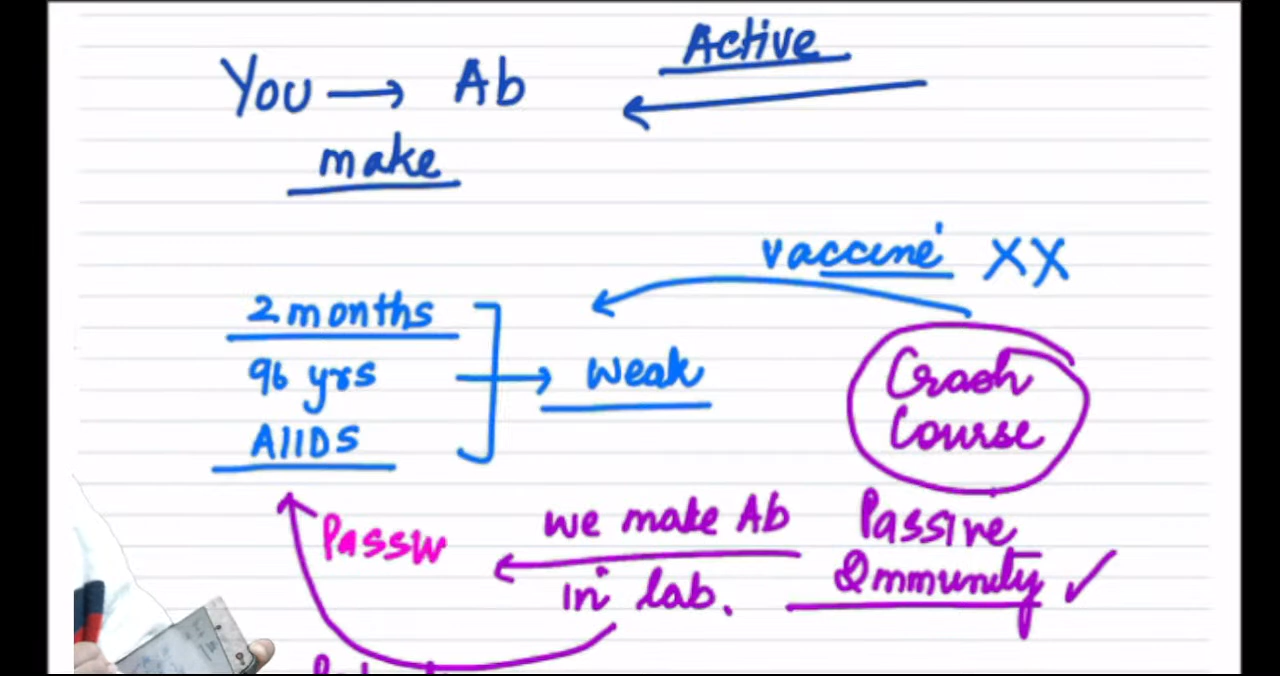 Active
You → Ab
make
vaccine XX
2 months
96 yrs
AIIDS
→ Weak
Crash
Course
Passive
Immunity ✓
we make Ab
in lab.
Passw